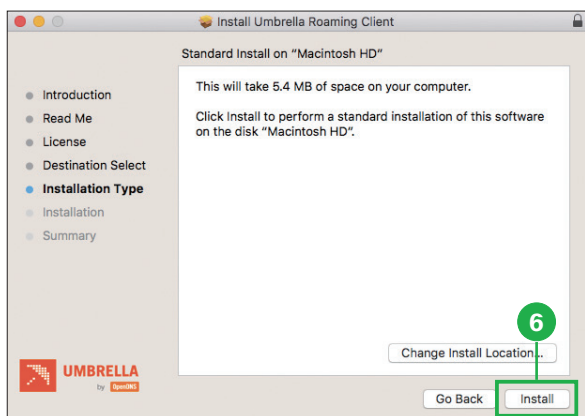 Install Umbrella Roaming Client
Standard Install on "Macintosh HD"
Introduction
Read Me
License
Destination Select
Installation Type
Installation
Summary
This will take 5.4 MB of space on your computer.
Click Install to perform a standard installation of this software
on the disk "Macintosh HD".
6
Change Install Location...
UMBRELLA
by OpenDNS
Go Back
Install